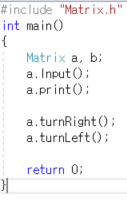 #include "Matrix.h"
int main()
{
Matrix a, b;
a.Input();
a.print();
a.turnRight();
a.turnLeft();
return 0;
}